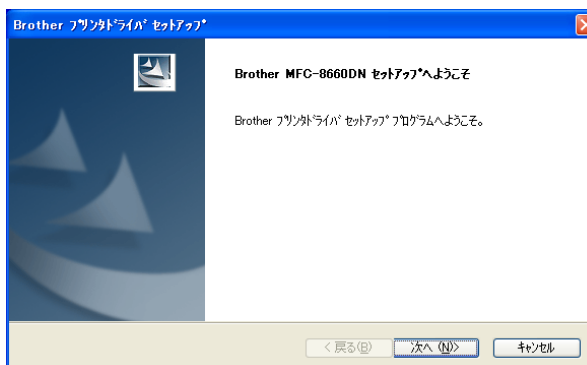 Brother プリンタドライバ セットアップ
Brother MFC-8660DN セットアップへようこそ
Brother プリンタドライバ セットアップ プログラムへようこそ。
< 戻る(B)
次へ (N)>
キャンセル